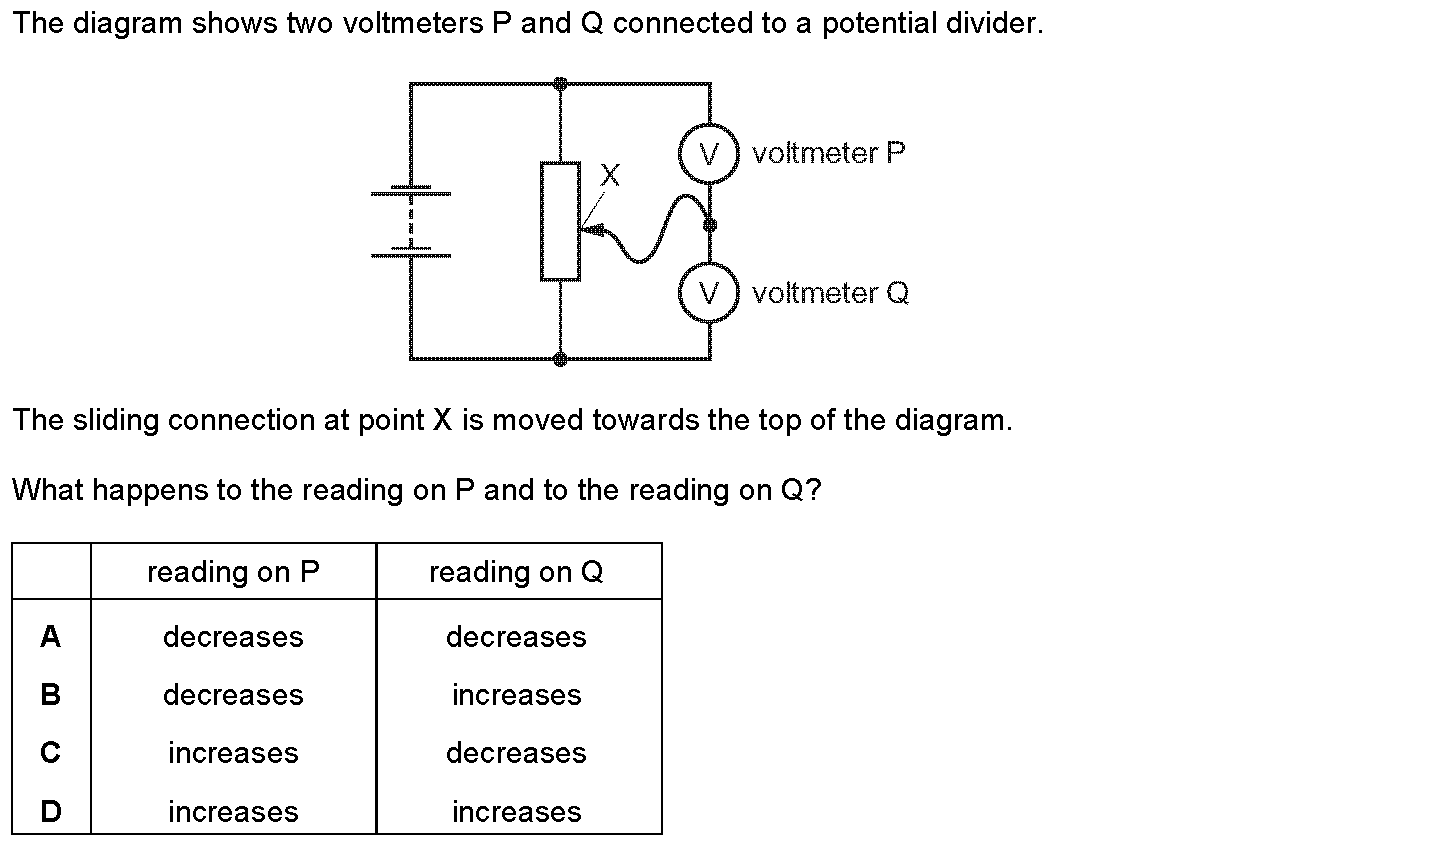 The diagram shows two voltmeters P and Q connected to a potential divider.
V voltmeter P
X
V voltmeter Q
The sliding connection at point X is moved towards the top of the diagram.
What happens to the reading on P and to the reading on Q?
reading on P reading on Q
A decreases decreases
B decreases increases
C increases decreases
D increases increases